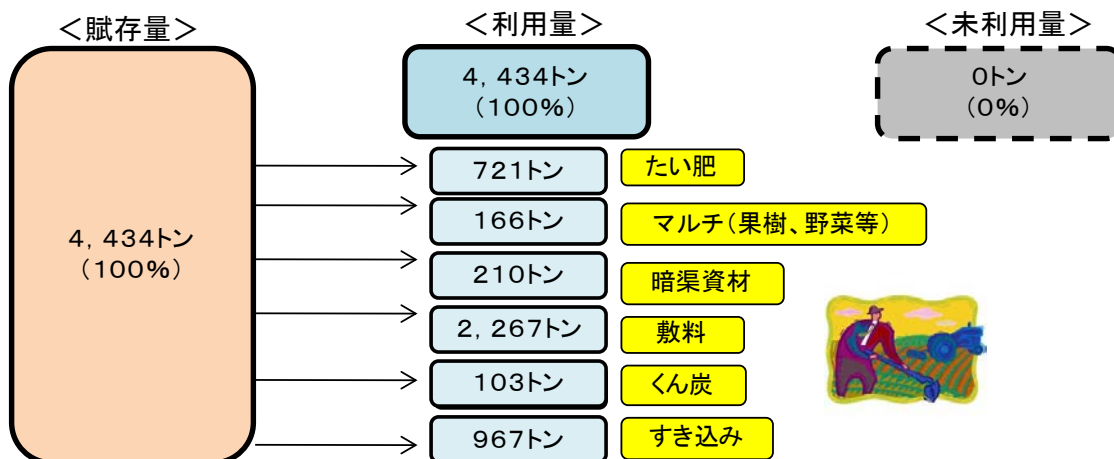 ＜賦存量＞
＜利用量＞
＜未利用量＞
４，４３４トン
（１００％）
４，４３４トン
（１００％）
０トン
（０％）
７２１トン
たい肥
１６６トン
マルチ（果樹、野菜等）
２１０トン
暗渠資材
２，２６７トン
敷料
１０３トン
くん炭
９６７トン
すき込み